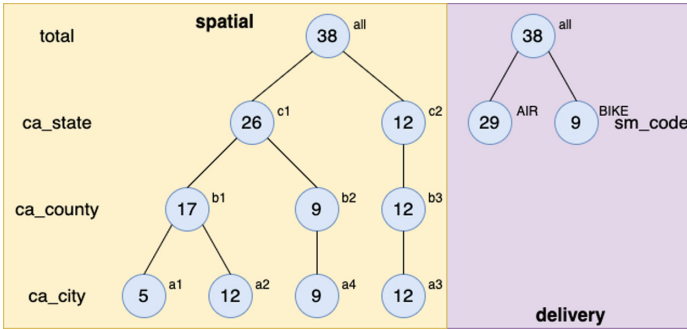 spatial
total
38 all
38 all
ca_state
26 c1
12 c2
29 AIR
9 BIKE
sm_code
ca_county
17 b1
9 b2
12 b3
ca_city
5 a1
12 a2
9 a4
12 a3
delivery